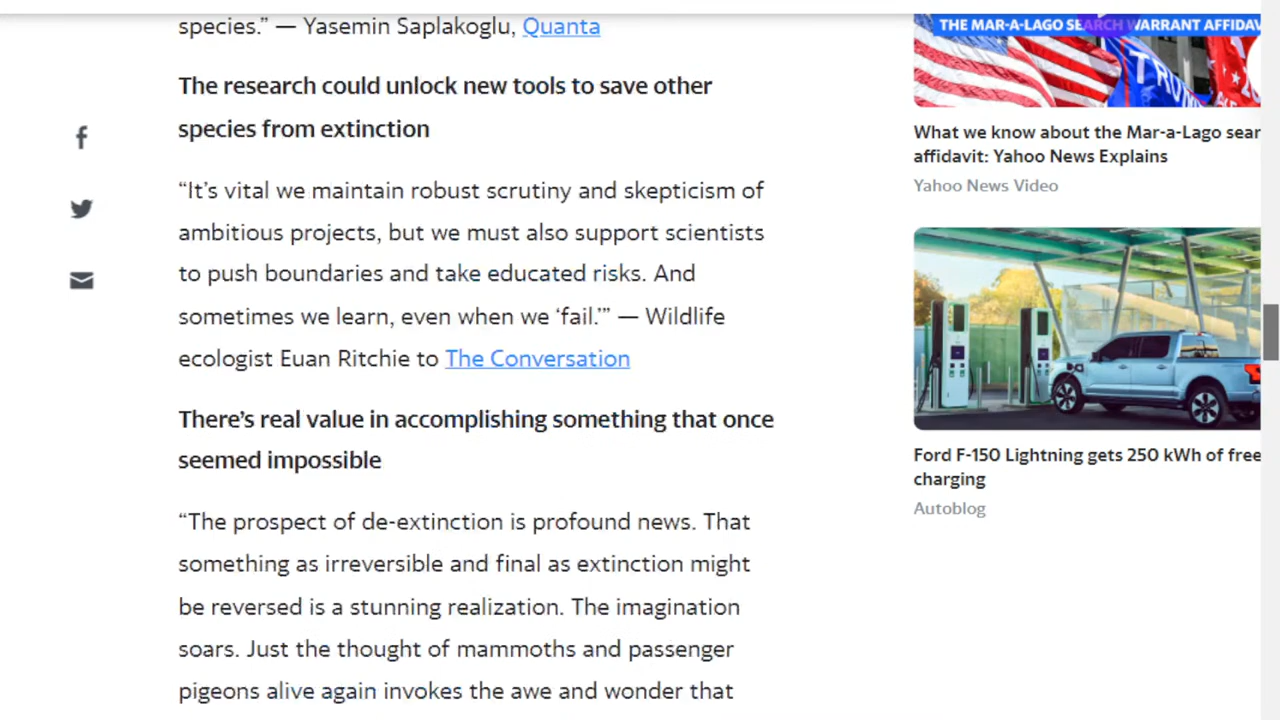 species.” — Yasemin Saplakoglu, Quanta
The research could unlock new tools to save other
species from extinction
“It’s vital we maintain robust scrutiny and skepticism of
ambitious projects, but we must also support scientists
to push boundaries and take educated risks. And
sometimes we learn, even when we ‘fail.’” — Wildlife
ecologist Euan Ritchie to The Conversation
There’s real value in accomplishing something that once
seemed impossible
“The prospect of de-extinction is profound news. That
something as irreversible and final as extinction might
be reversed is a stunning realization. The imagination
soars. Just the thought of mammoths and passenger
pigeons alive again invokes the awe and wonder that
THE MAR-A-LAGO SEARCH WARRANT AFFIDAV
TRUM
What we know about the Mar-a-Lago sear
affidavit: Yahoo News Explains
Yahoo News Video
Ford F-150 Lightning gets 250 kWh of free
charging
Autoblog